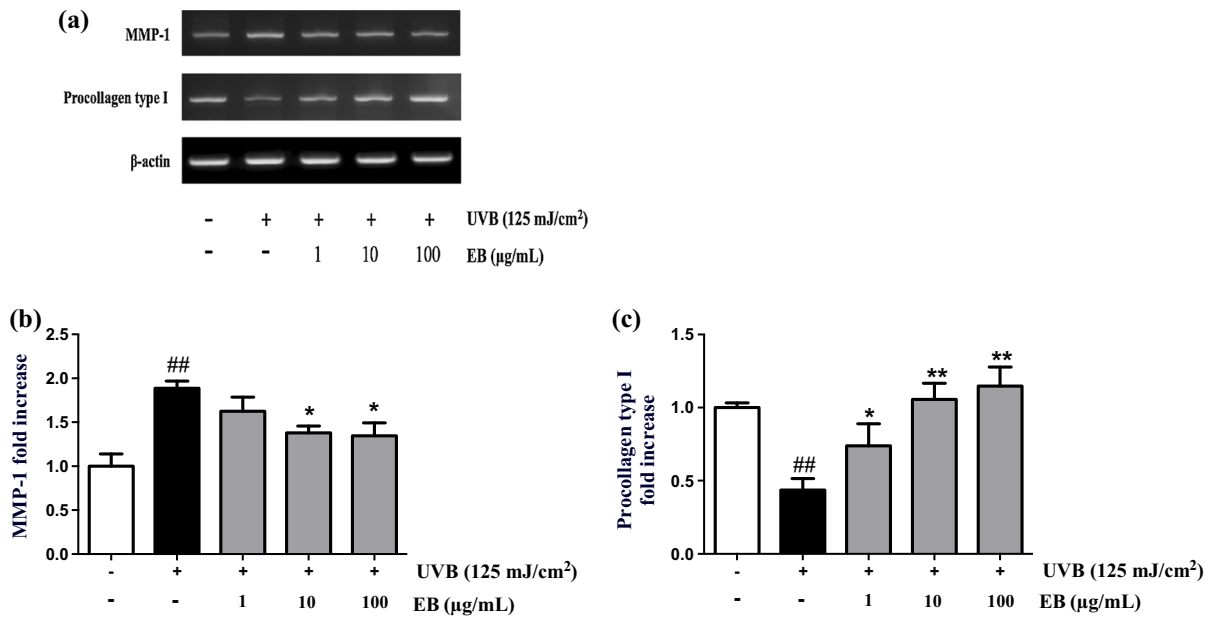 (a)
MMP-1
Procollagen type I
β-actin
- + + + + UVB (125 mJ/cm²)
- - 1 10 100 EB (μg/mL)
(b)
MMP-1 fold increase
2.5
2.0
1.5
1.0
0.5
0.0
##
*
*
- + + + + UVB (125 mJ/cm²)
- - 1 10 100 EB (μg/mL)
(c)
Procollagen type I
fold increase
1.5
1.0
0.5
0.0
##
*
**
**
- + + + + UVB (125 mJ/cm²)
- - 1 10 100 EB (μg/mL)